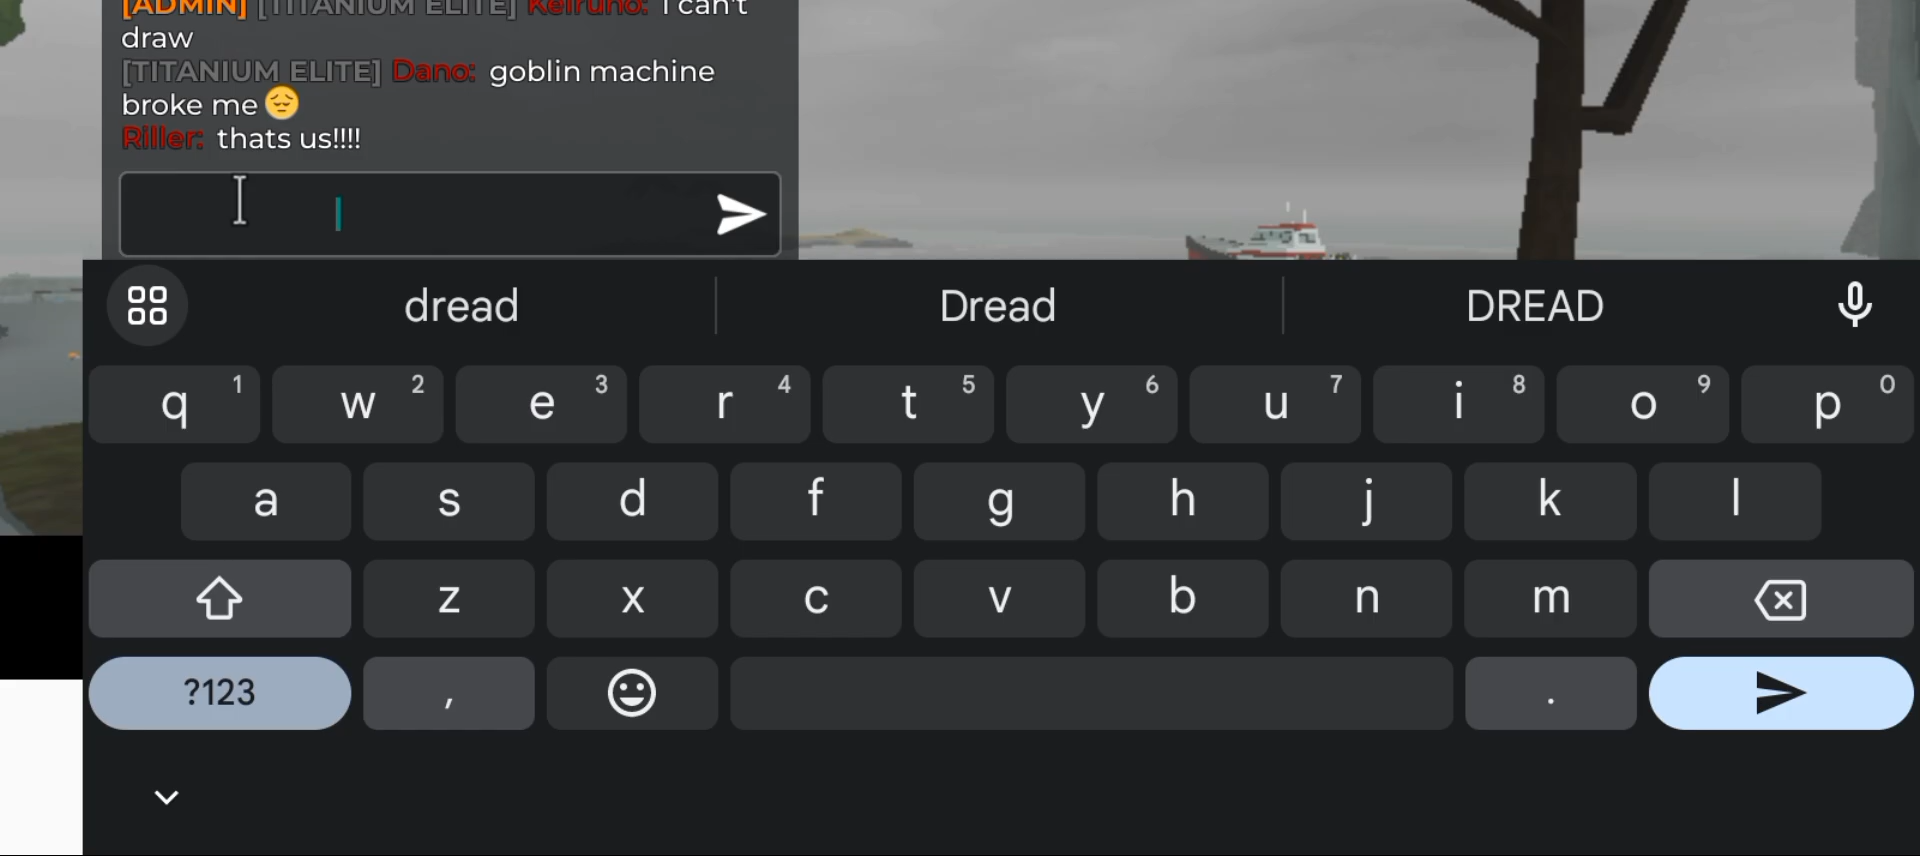 [ADMIN] [TITANIUM ELITE] Keiruno: I can't
draw
[TITANIUM ELITE] Dano: goblin machine
broke me 😔
Riller: thats us!!!!
dread Dread DREAD
q 1 w 2 e 3 r 4 t 5 y 6 u 7 i 8 o 9 p 0
a s d f g h j k l
z x c v b n m
?123 , .